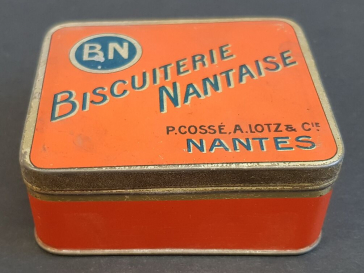 BN
BISCUITERIE
NANTAISE
P.COSSÉ, A.LOTZ & CIE
NANTES